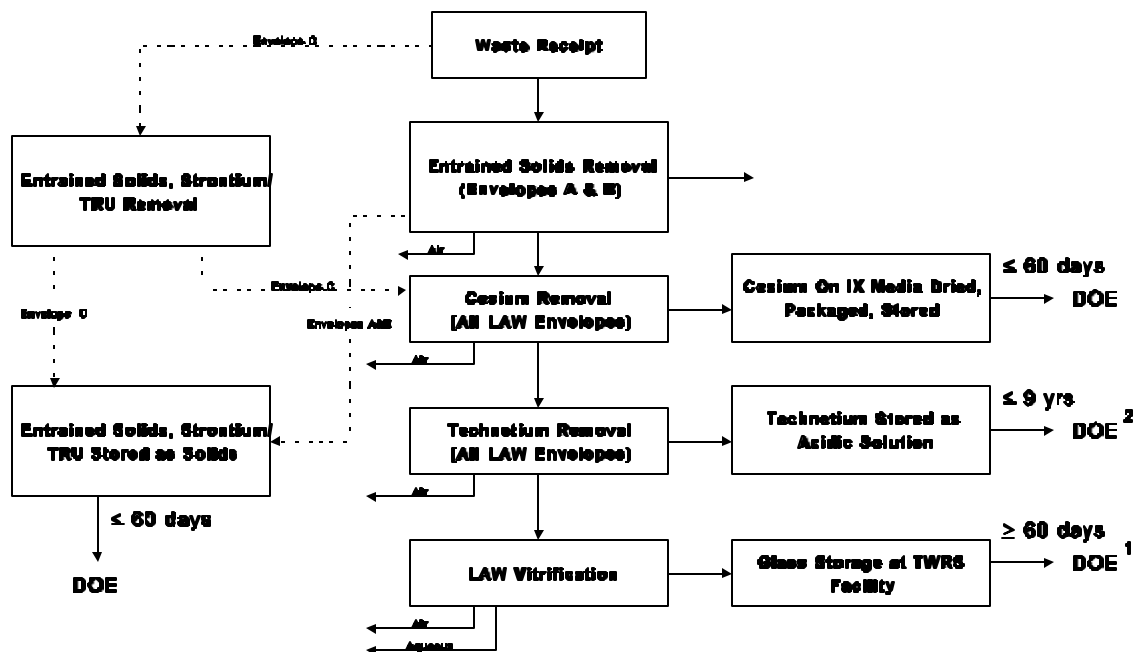 Envelope C
Waste Receipt
Entrained Solids, Strontium/
TRU Removal
Entrained Solids Removal
(Envelopes A & B)
Air
Envelope C
Envelope C
Envelopes A&B
Cesium Removal
(All LAW Envelopes)
Cesium On IX Media Dried,
Packaged, Stored
≤ 60 days
DOE
Air
Entrained Solids, Strontium/
TRU Stored as Solids
Technetium Removal
(All LAW Envelopes)
Technetium Stored as
Acidic Solution
≤ 9 yrs
DOE 2
Air
≤ 60 days
DOE
LAW Vitrification
Glass Storage at TWRS
Facility
≥ 60 days
DOE 1
Air
Aqueous